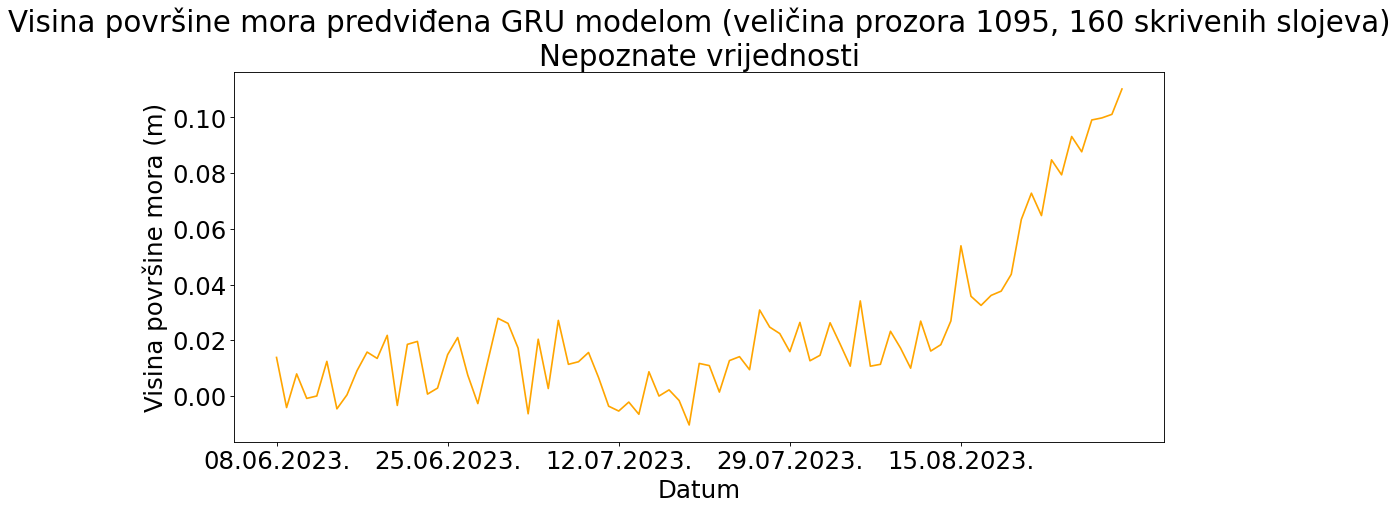 Visina površine mora predviđena GRU modelom (veličina prozora 1095, 160 skrivenih slojeva)
Nepoznate vrijednosti
Visina površine mora (m)
0.10
0.08
0.06
0.04
0.02
0.00
08.06.2023. 25.06.2023. 12.07.2023. 29.07.2023. 15.08.2023.
Datum